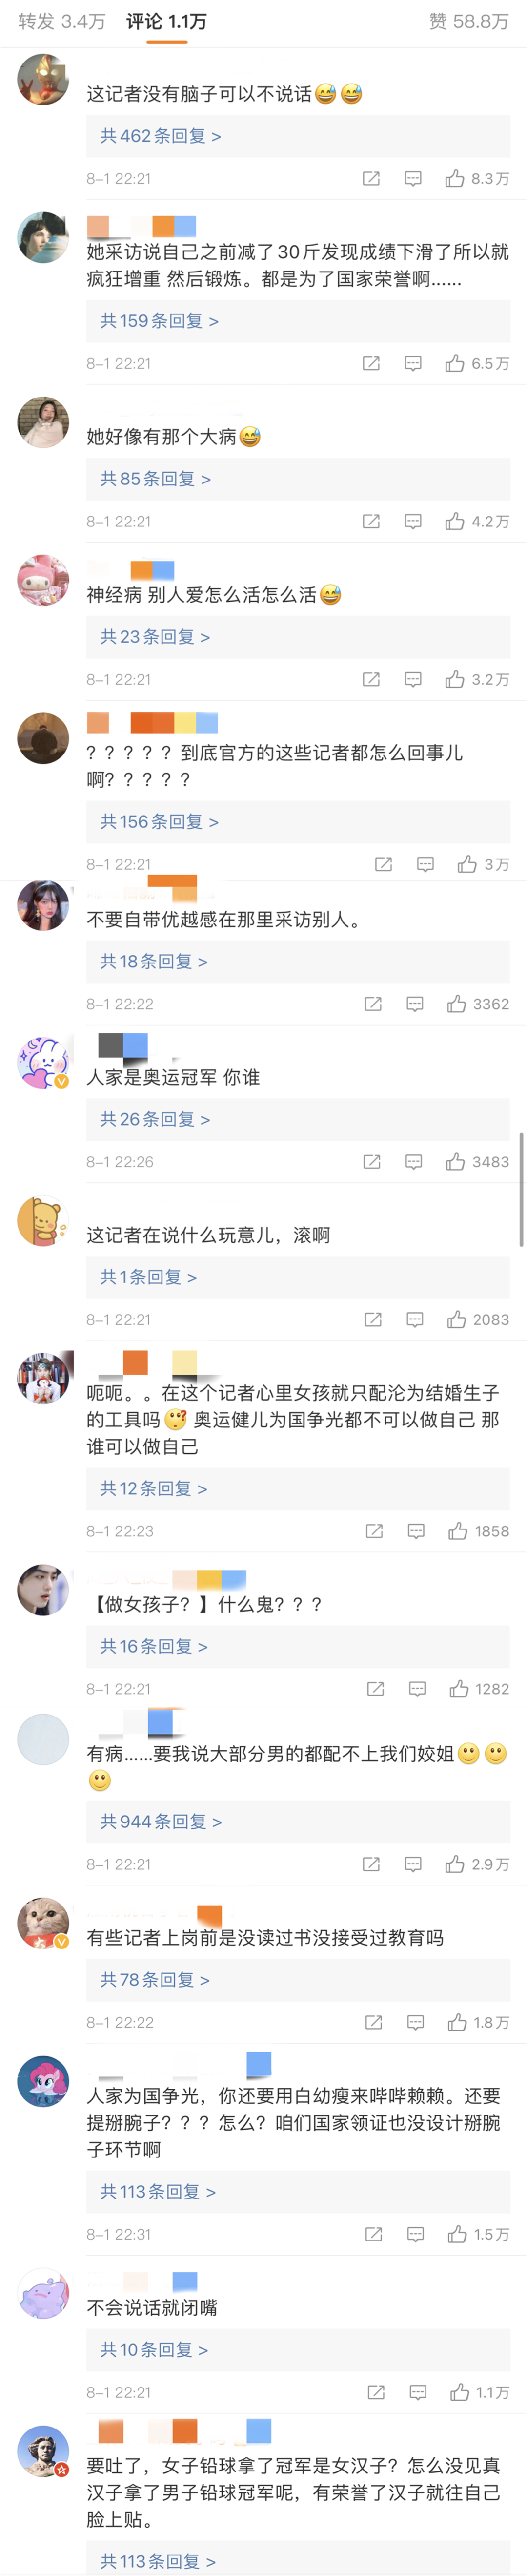 转发 3.4万 评论 1.1万 赞 58.8万
这记者没有脑子可以不说话😅😅
共462条回复 >
8-1 22:21 8.3万
她采访说自己之前减了30斤发现成绩下滑了所以就
疯狂增重 然后锻炼。都是为了国家荣誉啊......
共159条回复 >
8-1 22:21 6.5万
她好像有那个大病😅
共85条回复 >
8-1 22:21 4.2万
神经病 别人爱怎么活怎么活😅
共23条回复 >
8-1 22:21 3.2万
？？？？？到底官方的这些记者都怎么回事儿
啊？？？？？
共156条回复 >
8-1 22:21 3万
不要自带优越感在那里采访别人。
共18条回复 >
8-1 22:22 3362
人家是奥运冠军 你谁
共26条回复 >
8-1 22:26 3483
这记者在说什么玩意儿，滚啊
共1条回复 >
8-1 22:21 2083
呃呃。。在这个记者心里女孩就只配沦为结婚生子
的工具吗 奥运健儿为国争光都不可以做自己 那
谁可以做自己
共12条回复 >
8-1 22:23 1858
【做女孩子？】什么鬼？？？
共16条回复 >
8-1 22:21 1282
有病......要我说大部分男的都配不上我们姣姐🙂🙂
🙂
共944条回复 >
8-1 22:21 2.9万
有些记者上岗前是没读过书没接受过教育吗
共78条回复 >
8-1 22:22 1.8万
人家为国争光，你还要用白幼瘦来哔哔赖赖。还要
提掰腕子？？？怎么？咱们国家领证也没设计掰腕
子环节啊
共113条回复 >
8-1 22:31 1.5万
不会说话就闭嘴
共10条回复 >
8-1 22:21 1.1万
要吐了，女子铅球拿了冠军是女汉子？怎么没见真
汉子拿了男子铅球冠军呢，有荣誉了汉子就往自己
脸上贴。
共113条回复 >